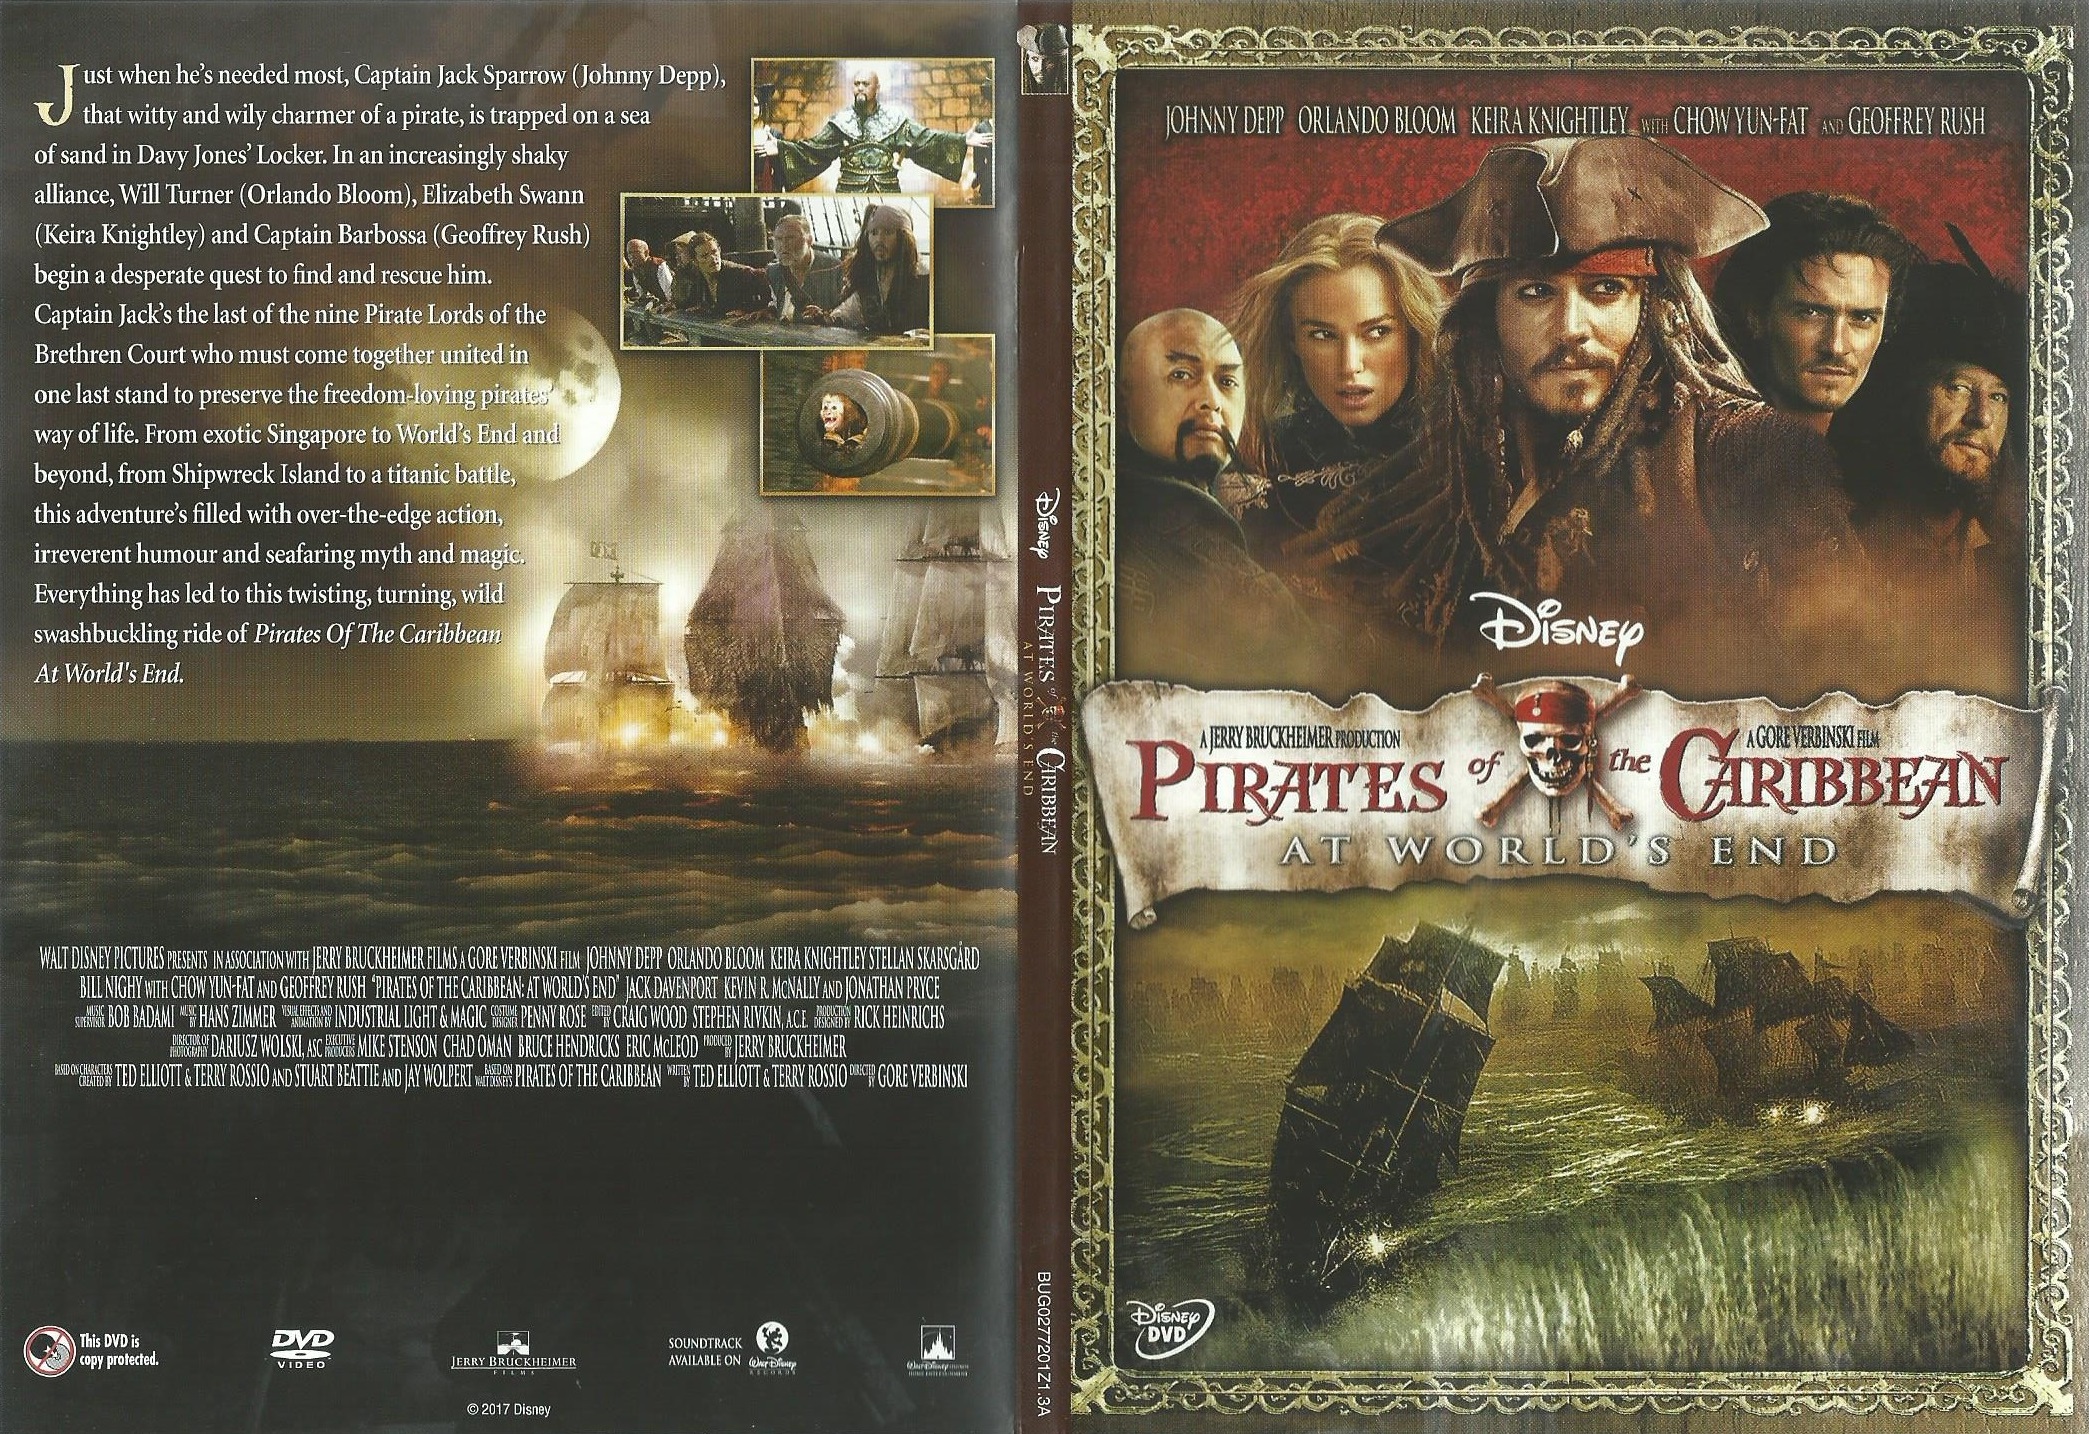 Just when he's needed most, Captain Jack Sparrow (Johnny Depp),
that witty and wily charmer of a pirate, is trapped on a sea
of sand in Davy Jones' Locker. In an increasingly shaky
alliance, Will Turner (Orlando Bloom), Elizabeth Swann
(Keira Knightley) and Captain Barbossa (Geoffrey Rush)
begin a desperate quest to find and rescue him.
Captain Jack's the last of the nine Pirate Lords of the
Brethren Court who must come together united in
one last stand to preserve the freedom-loving pirates'
way of life. From exotic Singapore to World's End and
beyond, from Shipwreck Island to a titanic battle,
this adventure's filled with over-the-edge action,
irreverent humour and seafaring myth and magic.
Everything has led to this twisting, turning, wild
swashbuckling ride of Pirates Of The Caribbean
At World's End.
WALT DISNEY PICTURES PRESENTS IN ASSOCIATION WITH JERRY BRUCKHEIMER FILMS A GORE VERBINSKI FILM JOHNNY DEPP ORLANDO BLOOM KEIRA KNIGHTLEY STELLAN SKARSGÅRD
BILL NIGHY WITH CHOW YUN-FAT AND GEOFFREY RUSH "PIRATES OF THE CARIBBEAN: AT WORLD'S END" JACK DAVENPORT KEVIN R. McNALLY AND JONATHAN PRYCE
MUSIC SUPERVISOR BOB BADAMI MUSIC BY HANS ZIMMER VISUAL EFFECTS AND ANIMATION BY INDUSTRIAL LIGHT & MAGIC COSTUME DESIGNER PENNY ROSE EDITED BY CRAIG WOOD STEPHEN RIVKIN, A.C.E. PRODUCTION DESIGNED BY RICK HEINRICHS
DIRECTOR OF PHOTOGRAPHY DARIUSZ WOLSKI, ASC EXECUTIVE PRODUCERS MIKE STENSON CHAD OMAN BRUCE HENDRICKS ERIC McLEOD PRODUCED BY JERRY BRUCKHEIMER
BASED ON CHARACTERS CREATED BY TED ELLIOTT & TERRY ROSSIO AND STUART BEATTIE AND JAY WOLPERT BASED ON WALT DISNEY'S PIRATES OF THE CARIBBEAN WRITTEN BY TED ELLIOTT & TERRY ROSSIO DIRECTED BY GORE VERBINSKI
This DVD is
copy protected.
DVD
VIDEO
JERRY BRUCKHEIMER
FILMS
SOUNDTRACK
AVAILABLE ON
Walt Disney
RECORDS
Walt Disney STUDIOS
HOME ENTERTAINMENT
© 2017 Disney
DISNEY PIRATES of the CARIBBEAN
AT WORLD'S END
BUG0277201Z1.3A
JOHNNY DEPP ORLANDO BLOOM KEIRA KNIGHTLEY WITH CHOW YUN-FAT AND GEOFFREY RUSH
DISNEY
A JERRY BRUCKHEIMER PRODUCTION
A GORE VERBINSKI FILM
PIRATES of the CARIBBEAN
AT WORLD'S END
DISNEY
DVD